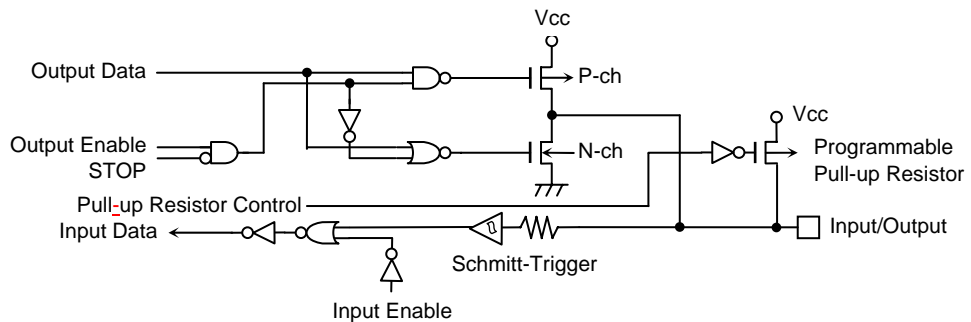 Vcc
Output Data
P-ch
Vcc
Output Enable
STOP
N-ch
Programmable
Pull-up Resistor
Pull-up Resistor Control
Input Data
Input/Output
Schmitt-Trigger
Input Enable